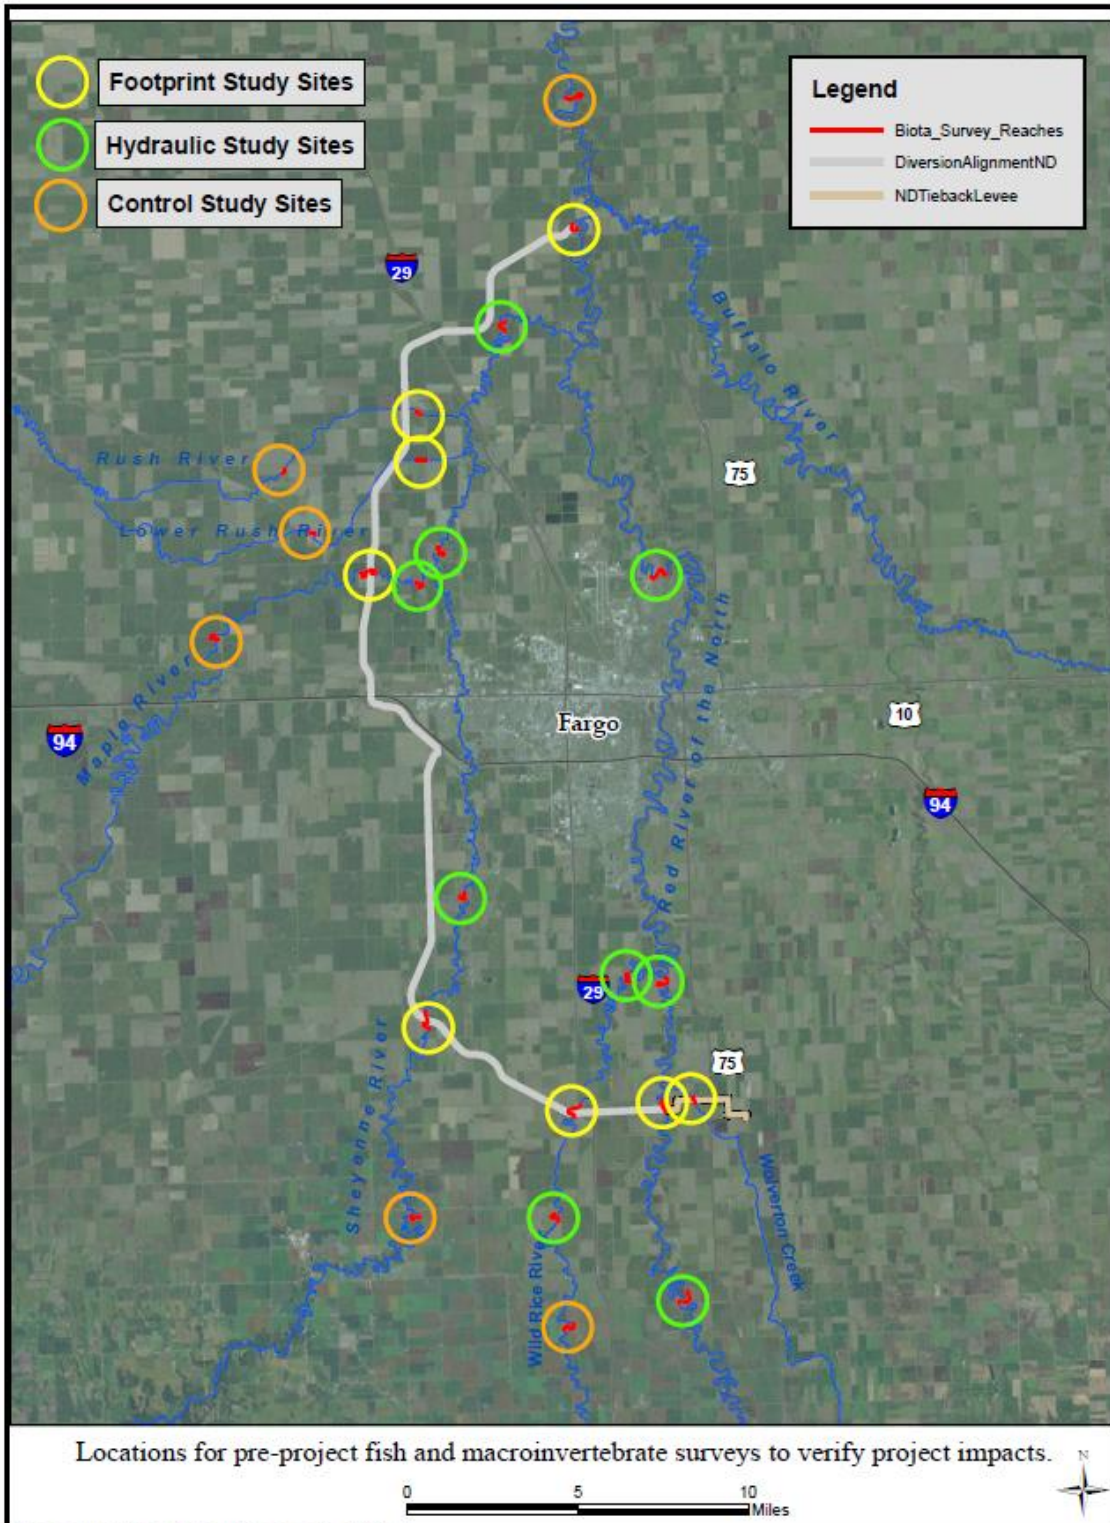 Footprint Study Sites
Hydraulic Study Sites
Control Study Sites
Legend
Biota_Survey_Reaches
DiversionAlignmentND
NDTiebackLevee
29
Buffalo River
Rush River
75
Lower Rush River
Maple River
Red River of the North
Fargo
10
94
94
29
75
Sheyenne River
Wolverton Creek
Wild Rice River
Locations for pre-project fish and macroinvertebrate surveys to verify project impacts.
N
0 5 10
Miles